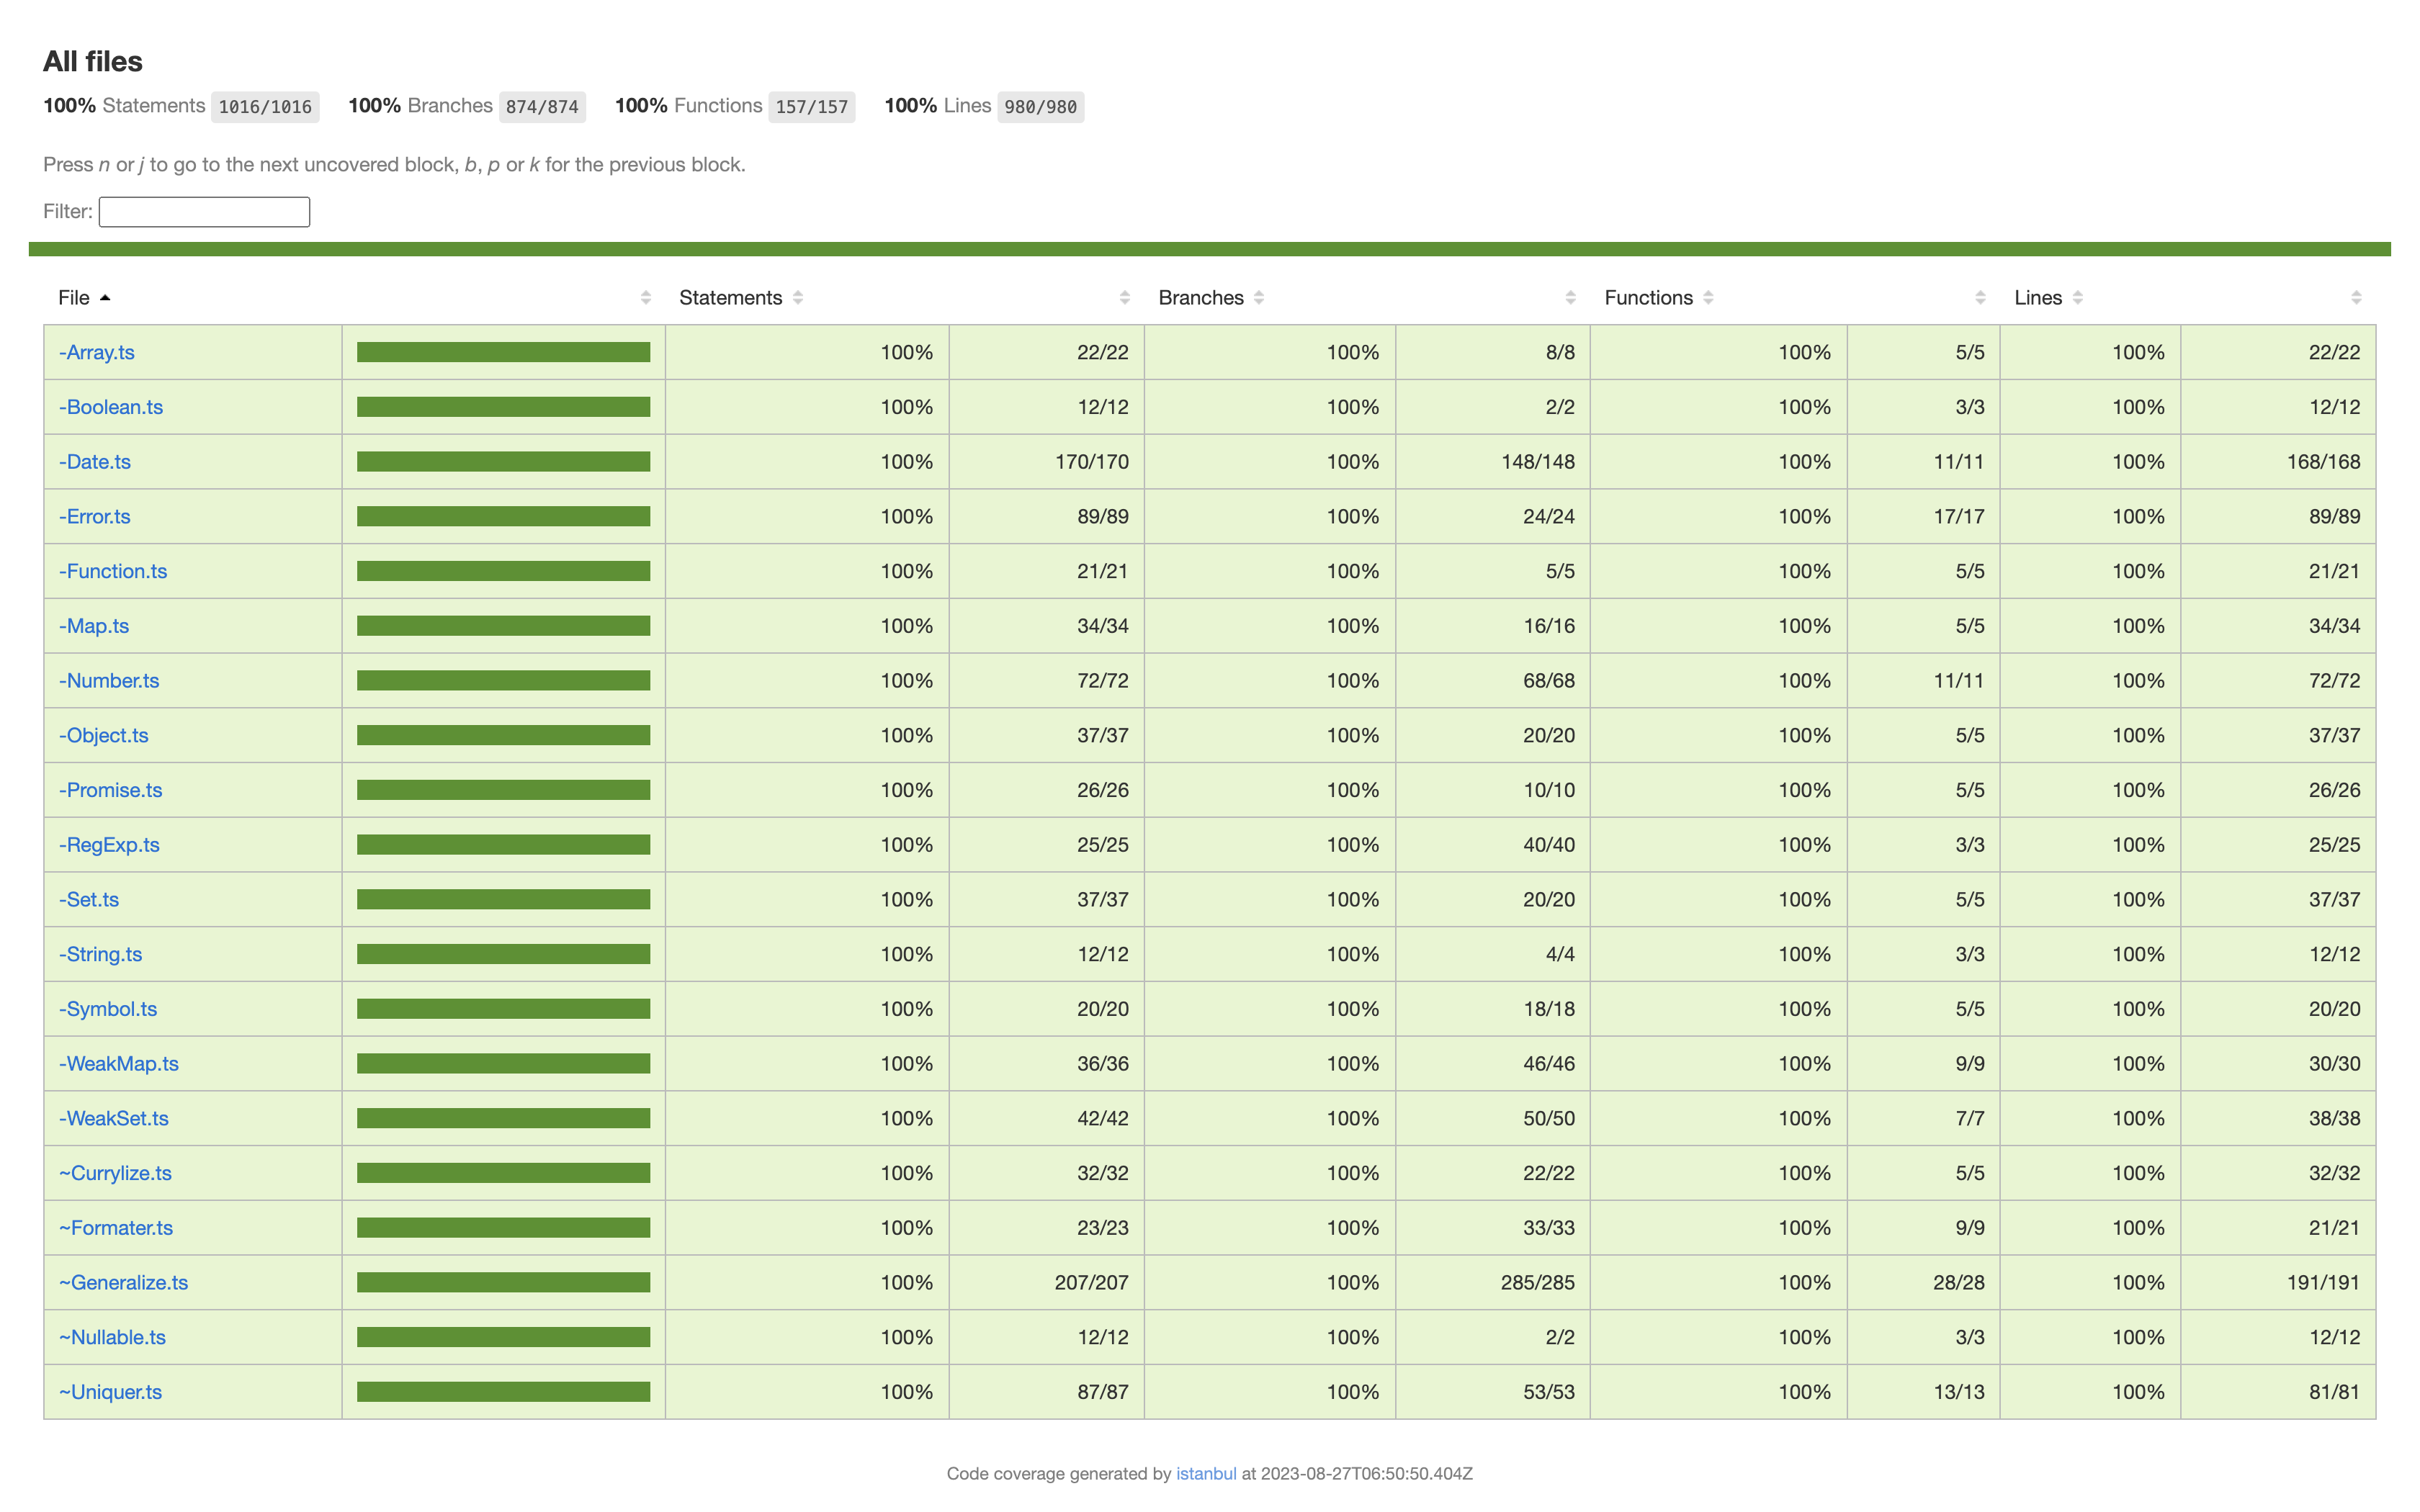 All files
100% Statements 1016/1016 100% Branches 874/874 100% Functions 157/157 100% Lines 980/980
Press n or j to go to the next uncovered block, b, p or k for the previous block.
Filter:
File Statements Branches Functions Lines
-Array.ts 100% 22/22 100% 8/8 100% 5/5 100% 22/22
-Boolean.ts 100% 12/12 100% 2/2 100% 3/3 100% 12/12
-Date.ts 100% 170/170 100% 148/148 100% 11/11 100% 168/168
-Error.ts 100% 89/89 100% 24/24 100% 17/17 100% 89/89
-Function.ts 100% 21/21 100% 5/5 100% 5/5 100% 21/21
-Map.ts 100% 34/34 100% 16/16 100% 5/5 100% 34/34
-Number.ts 100% 72/72 100% 68/68 100% 11/11 100% 72/72
-Object.ts 100% 37/37 100% 20/20 100% 5/5 100% 37/37
-Promise.ts 100% 26/26 100% 10/10 100% 5/5 100% 26/26
-RegExp.ts 100% 25/25 100% 40/40 100% 3/3 100% 25/25
-Set.ts 100% 37/37 100% 20/20 100% 5/5 100% 37/37
-String.ts 100% 12/12 100% 4/4 100% 3/3 100% 12/12
-Symbol.ts 100% 20/20 100% 18/18 100% 5/5 100% 20/20
-WeakMap.ts 100% 36/36 100% 46/46 100% 9/9 100% 30/30
-WeakSet.ts 100% 42/42 100% 50/50 100% 7/7 100% 38/38
~Currylize.ts 100% 32/32 100% 22/22 100% 5/5 100% 32/32
~Formater.ts 100% 23/23 100% 33/33 100% 9/9 100% 21/21
~Generalize.ts 100% 207/207 100% 285/285 100% 28/28 100% 191/191
~Nullable.ts 100% 12/12 100% 2/2 100% 3/3 100% 12/12
~Uniquer.ts 100% 87/87 100% 53/53 100% 13/13 100% 81/81
Code coverage generated by istanbul at 2023-08-27T06:50:50.404Z